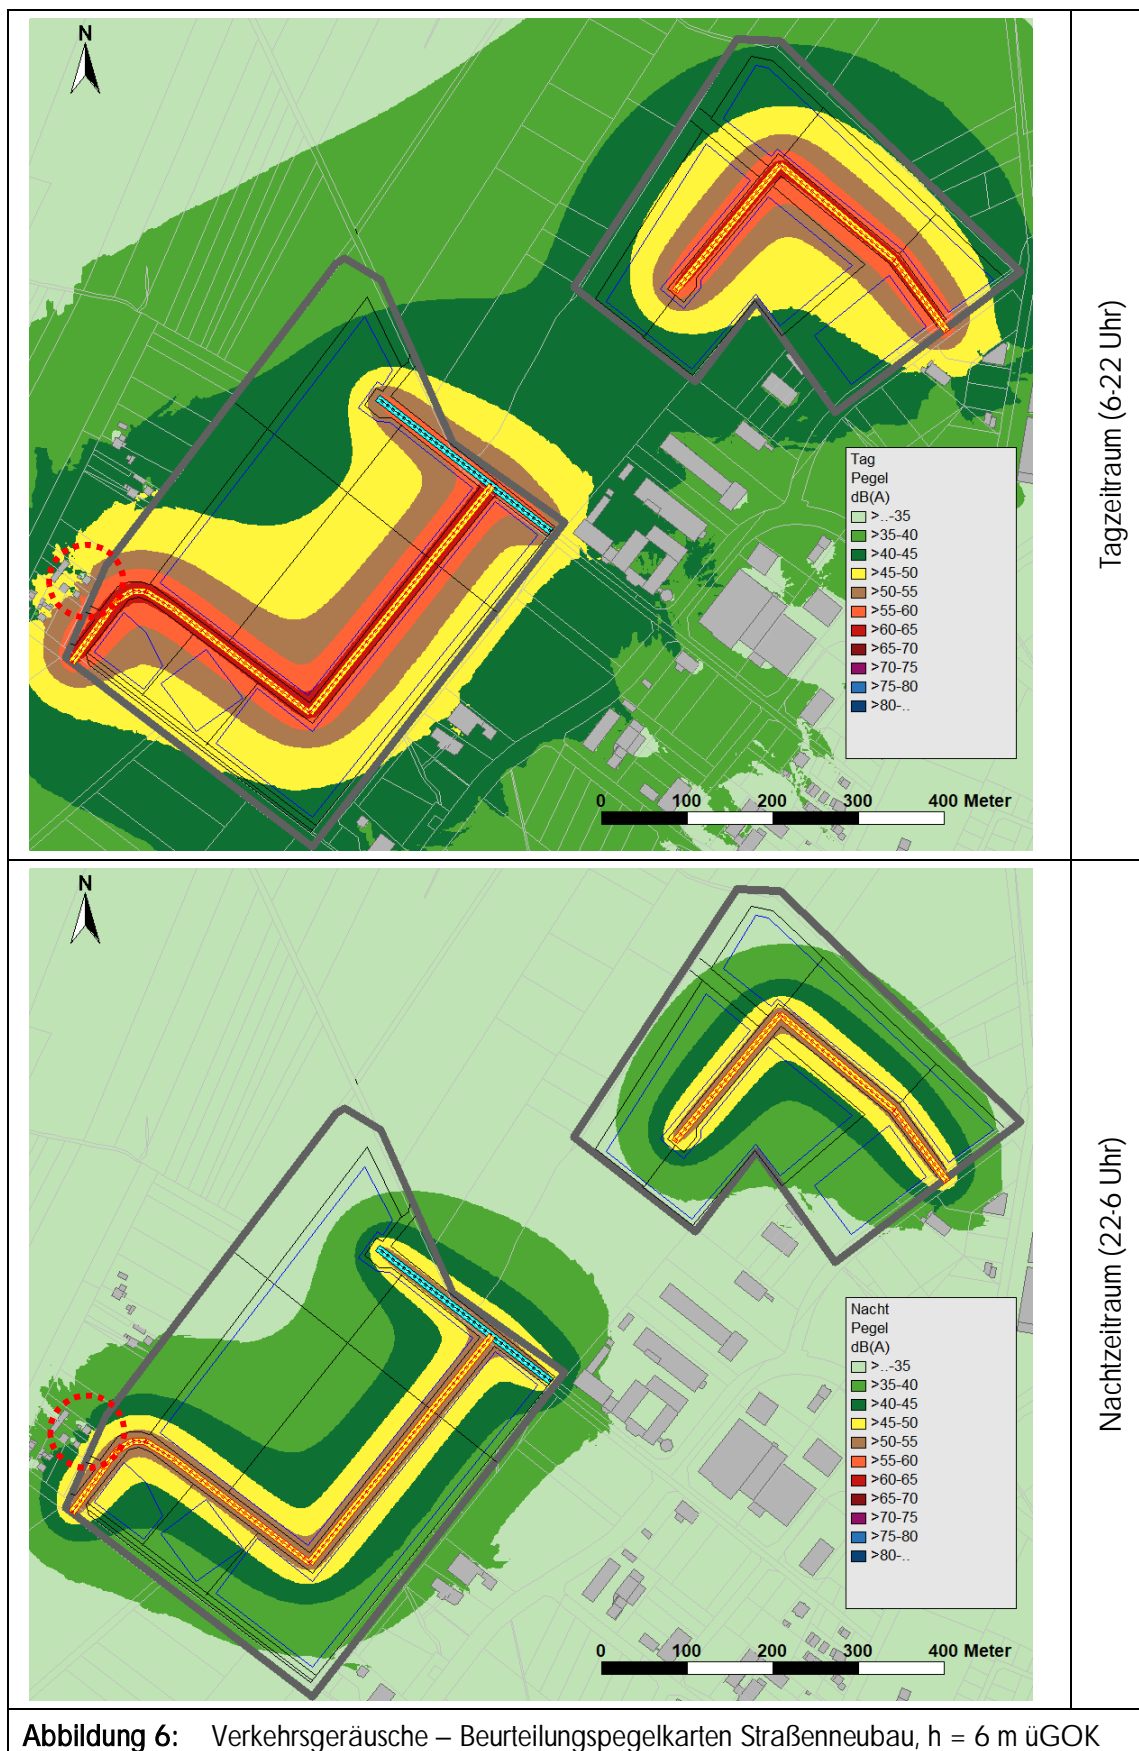 N
Tag
Pegel
dB(A)
>..-35
>35-40
>40-45
>45-50
>50-55
>55-60
>60-65
>65-70
>70-75
>75-80
>80-..
0 100 200 300 400 Meter
Tagzeitraum (6-22 Uhr)
N
Nacht
Pegel
dB(A)
>..-35
>35-40
>40-45
>45-50
>50-55
>55-60
>60-65
>65-70
>70-75
>75-80
>80-..
0 100 200 300 400 Meter
Nachtzeitraum (22-6 Uhr)
Abbildung 6: Verkehrsgeräusche – Beurteilungspegelkarten Straßenneubau, h = 6 m üGOK